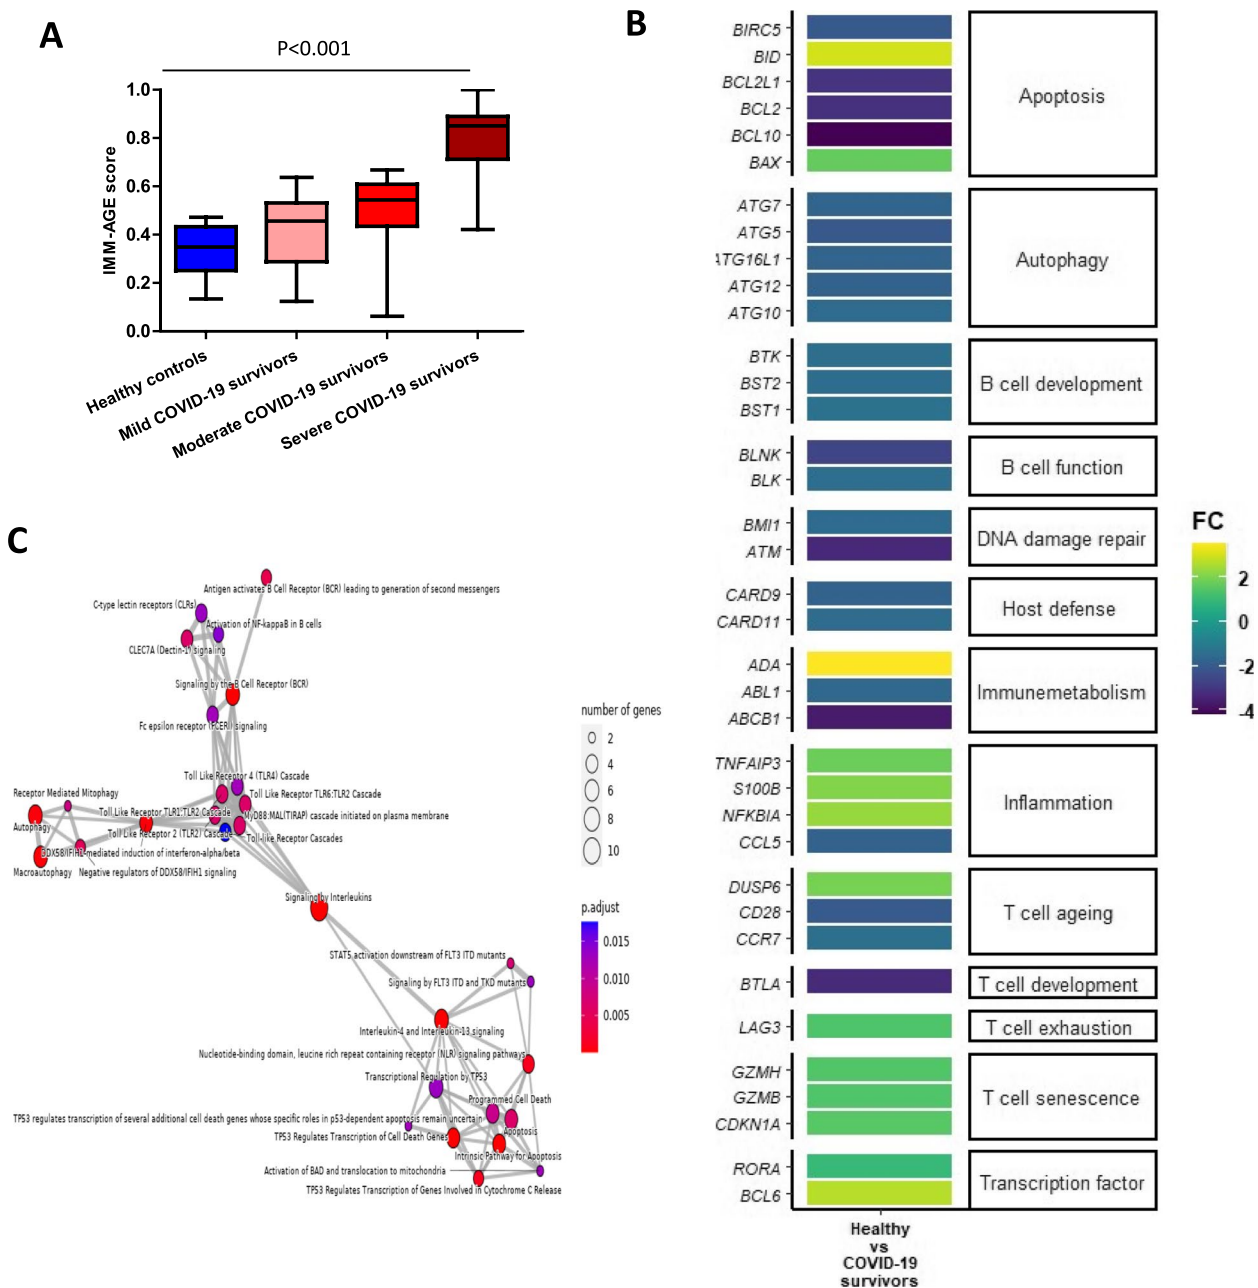 A
P<0.001
IMM-AGE score
1.0
0.8
0.6
0.4
0.2
0.0
Healthy controls
Mild COVID-19 survivors
Moderate COVID-19 survivors
Severe COVID-19 survivors
B
BIRC5
BID
BCL2L1
BCL2
BCL10
BAX
Apoptosis
ATG7
ATG5
ATG16L1
ATG12
ATG10
Autophagy
BTK
BST2
BST1
B cell development
BLNK
BLK
B cell function
BMI1
ATM
DNA damage repair
CARD9
CARD11
Host defense
ADA
ABL1
ABCB1
Immunemetabolism
TNFAIP3
S100B
NFKBIA
CCL5
Inflammation
DUSP6
CD28
CCR7
T cell ageing
BTLA
T cell development
LAG3
T cell exhaustion
GZMH
GZMB
CDKN1A
T cell senescence
RORA
BCL6
Transcription factor
Healthy
vs
COVID-19
survivors
FC
2
0
-2
-4
C
Antigen activates B Cell Receptor (BCR) leading to generation of second messengers
C-type lectin receptors (CLRs)
Activation of NF-kappaB in B cells
CLEC7A (Dectin-1) signaling
Signaling by the B Cell Receptor (BCR)
Fc epsilon receptor (FCERI) signaling
Toll Like Receptor 4 (TLR4) Cascade
Receptor Mediated Mitophagy
Toll Like Receptor TLR6:TLR2 Cascade
Toll Like Receptor TLR1:TLR2 Cascade
MyD88:MAL(TIRAP) cascade initiated on plasma membrane
Autophagy
Toll Like Receptor 2 (TLR2) Cascade
Toll-like Receptor Cascades
DDX58/IFIH1-mediated induction of interferon-alpha/beta
Macroautophagy
Negative regulators of DDX58/IFIH1 signaling
Signaling by Interleukins
STAT5 activation downstream of FLT3 ITD mutants
Signaling by FLT3 ITD and TKD mutants
Interleukin-4 and Interleukin-13 signaling
Nucleotide-binding domain, leucine rich repeat containing receptor (NLR) signaling pathways
Transcriptional Regulation by TP53
Programmed Cell Death
TP53 regulates transcription of several additional cell death genes whose specific roles in p53-dependent apoptosis remain uncertain
Apoptosis
TP53 Regulates Transcription of Cell Death Genes
Intrinsic Pathway for Apoptosis
Activation of BAD and translocation to mitochondria
TP53 Regulates Transcription of Genes Involved in Cytochrome C Release
number of genes
2
4
6
8
10
p.adjust
0.015
0.010
0.005